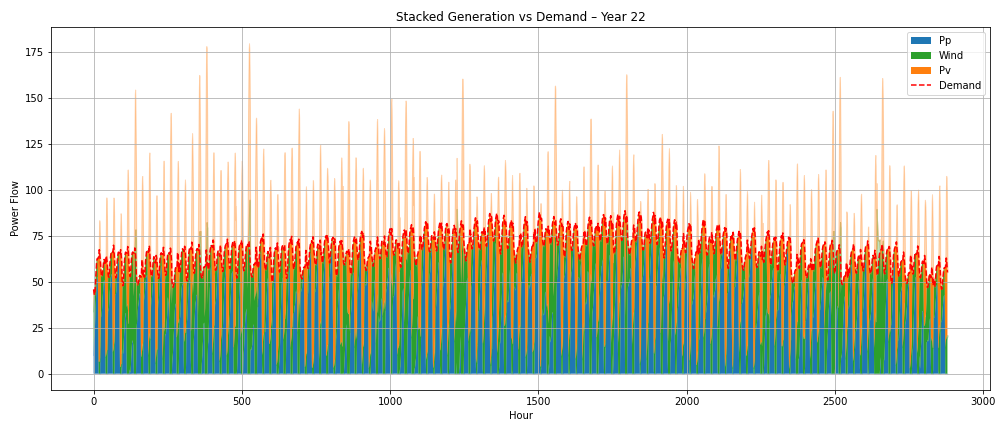 Stacked Generation vs Demand – Year 22
Pp
Wind
Pv
Demand
Power Flow
175
150
125
100
75
50
25
0
0 500 1000 1500 2000 2500 3000
Hour